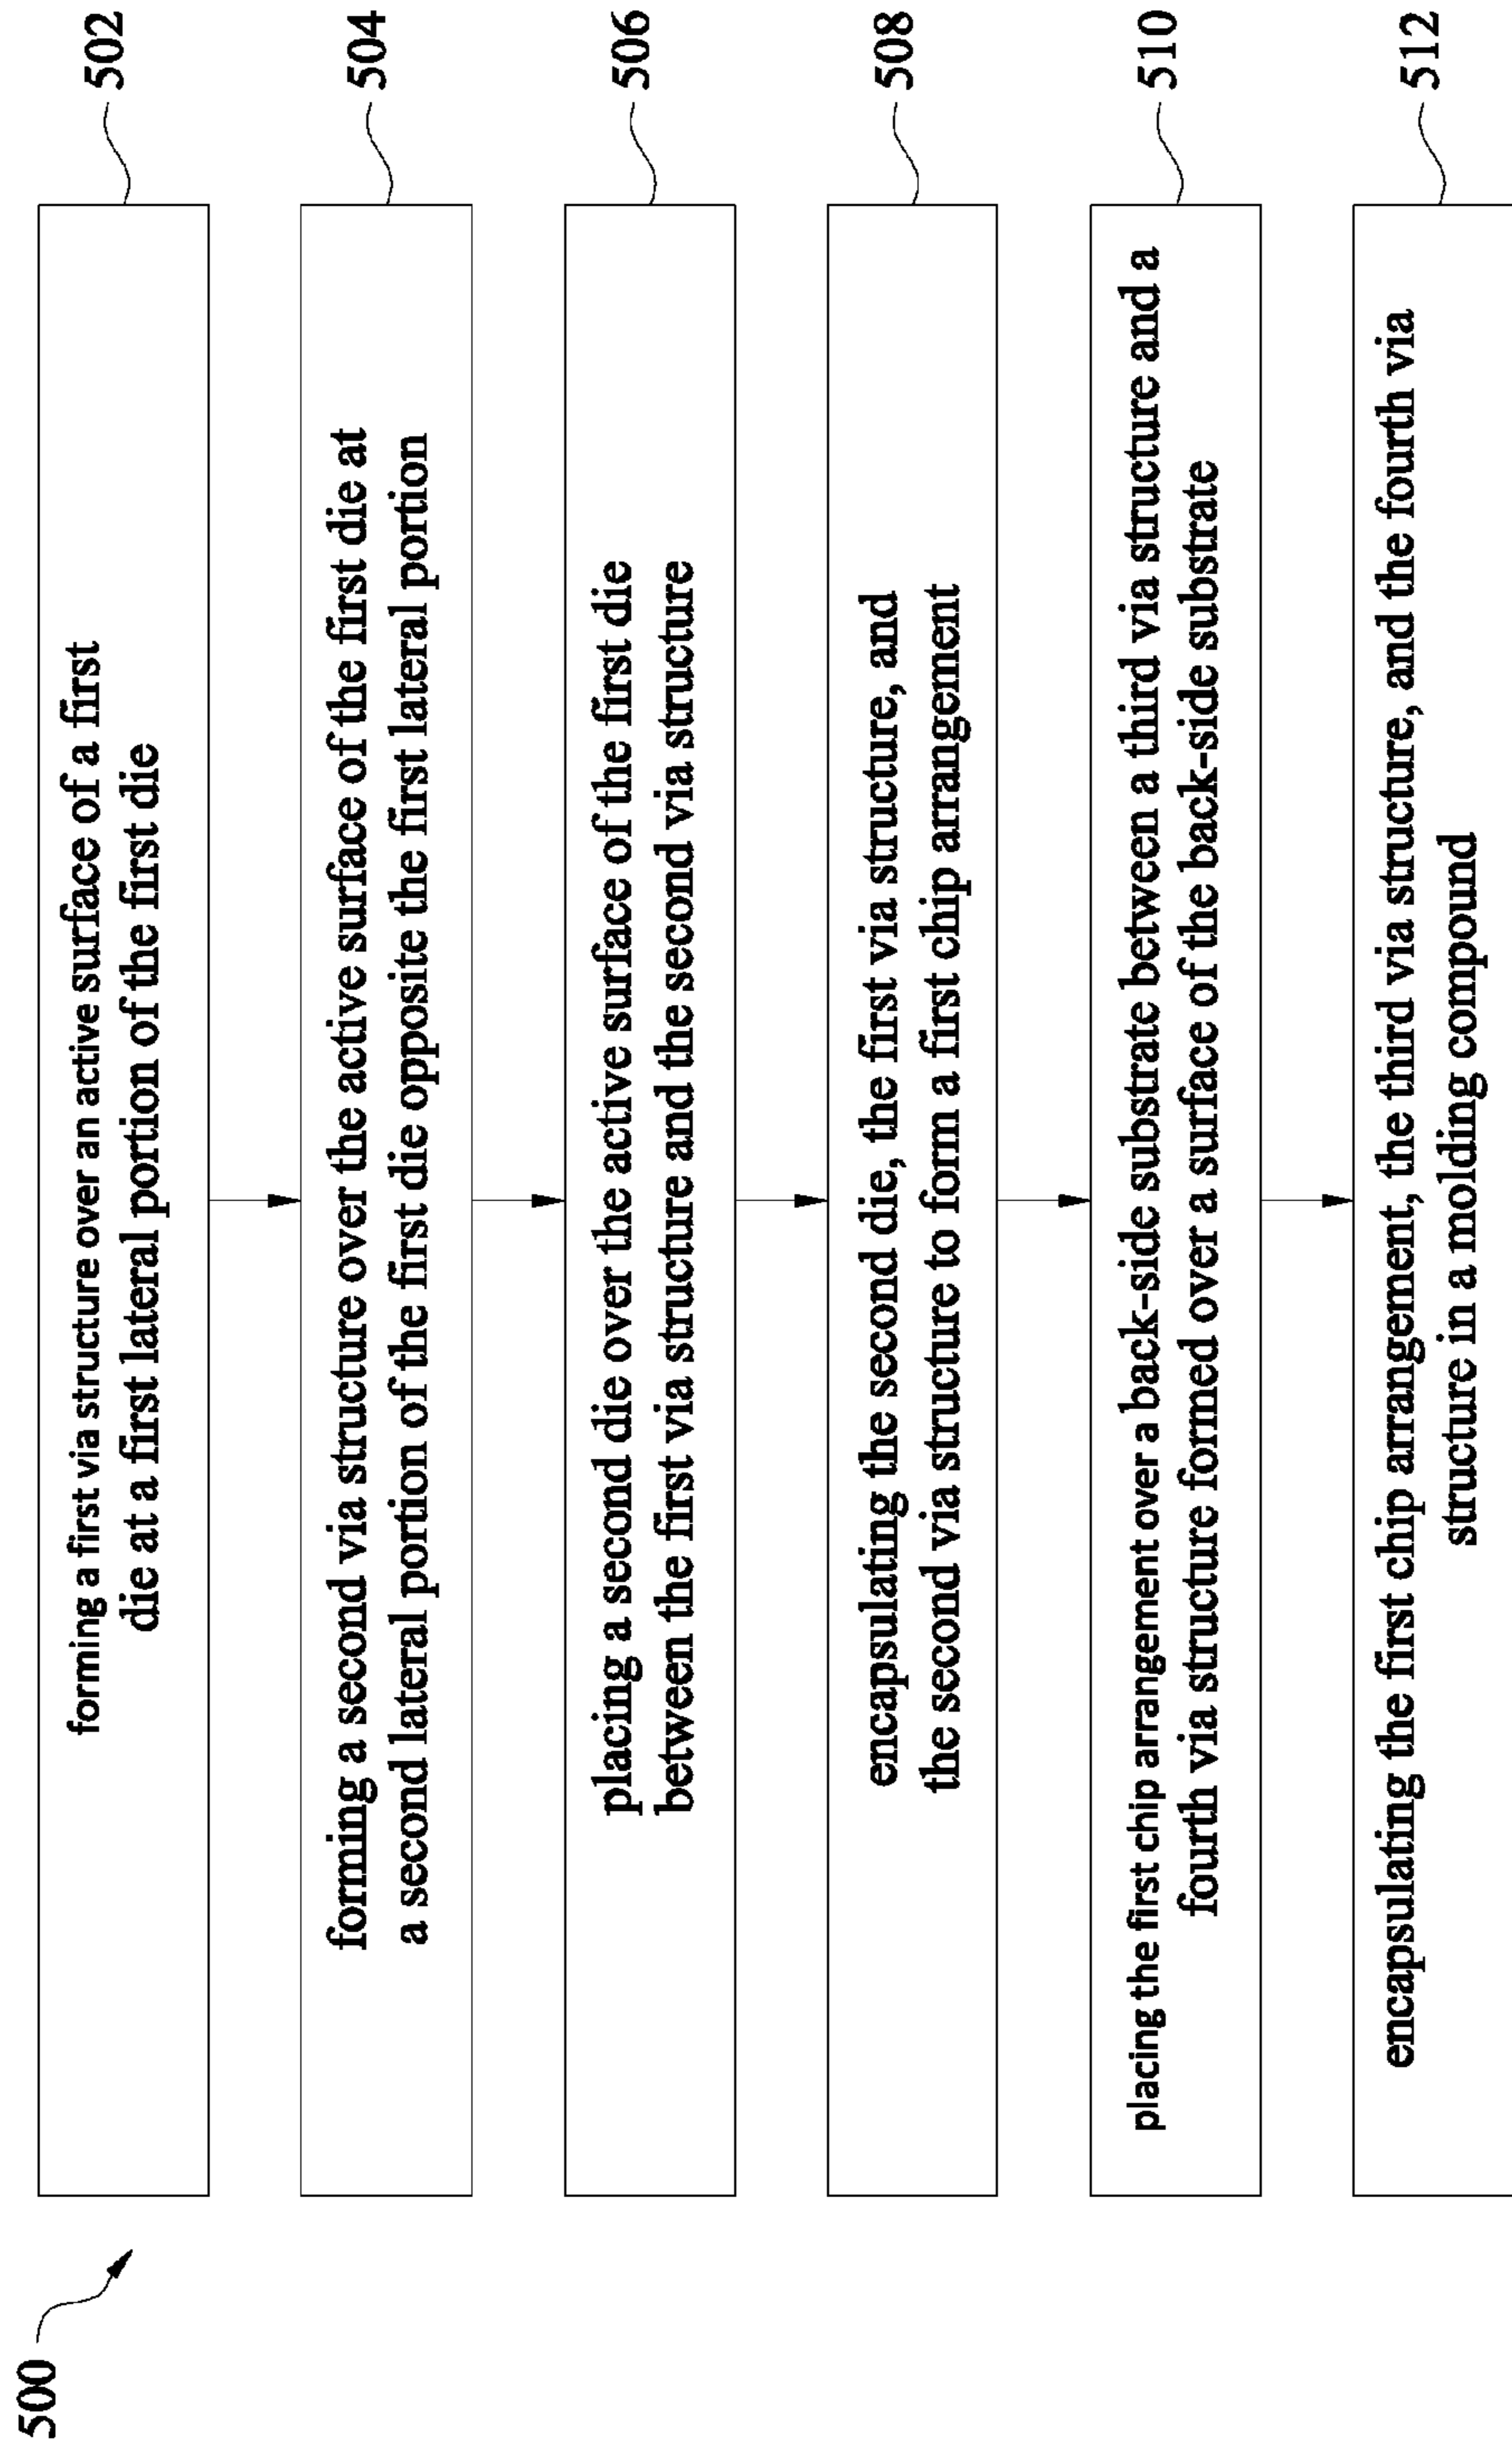 500
forming a first via structure over an active surface of a first
die at a first lateral portion of the first die
502
forming a second via structure over the active surface of the first die at
a second lateral portion of the first die opposite the first lateral portion
504
placing a second die over the active surface of the first die
between the first via structure and the second via structure
506
encapsulating the second die, the first via structure, and
the second via structure to form a first chip arrangement
508
placing the first chip arrangement over a back-side substrate between a third via structure and a
fourth via structure formed over a surface of the back-side substrate
510
encapsulating the first chip arrangement, the third via structure, and the fourth via
structure in a molding compound
512